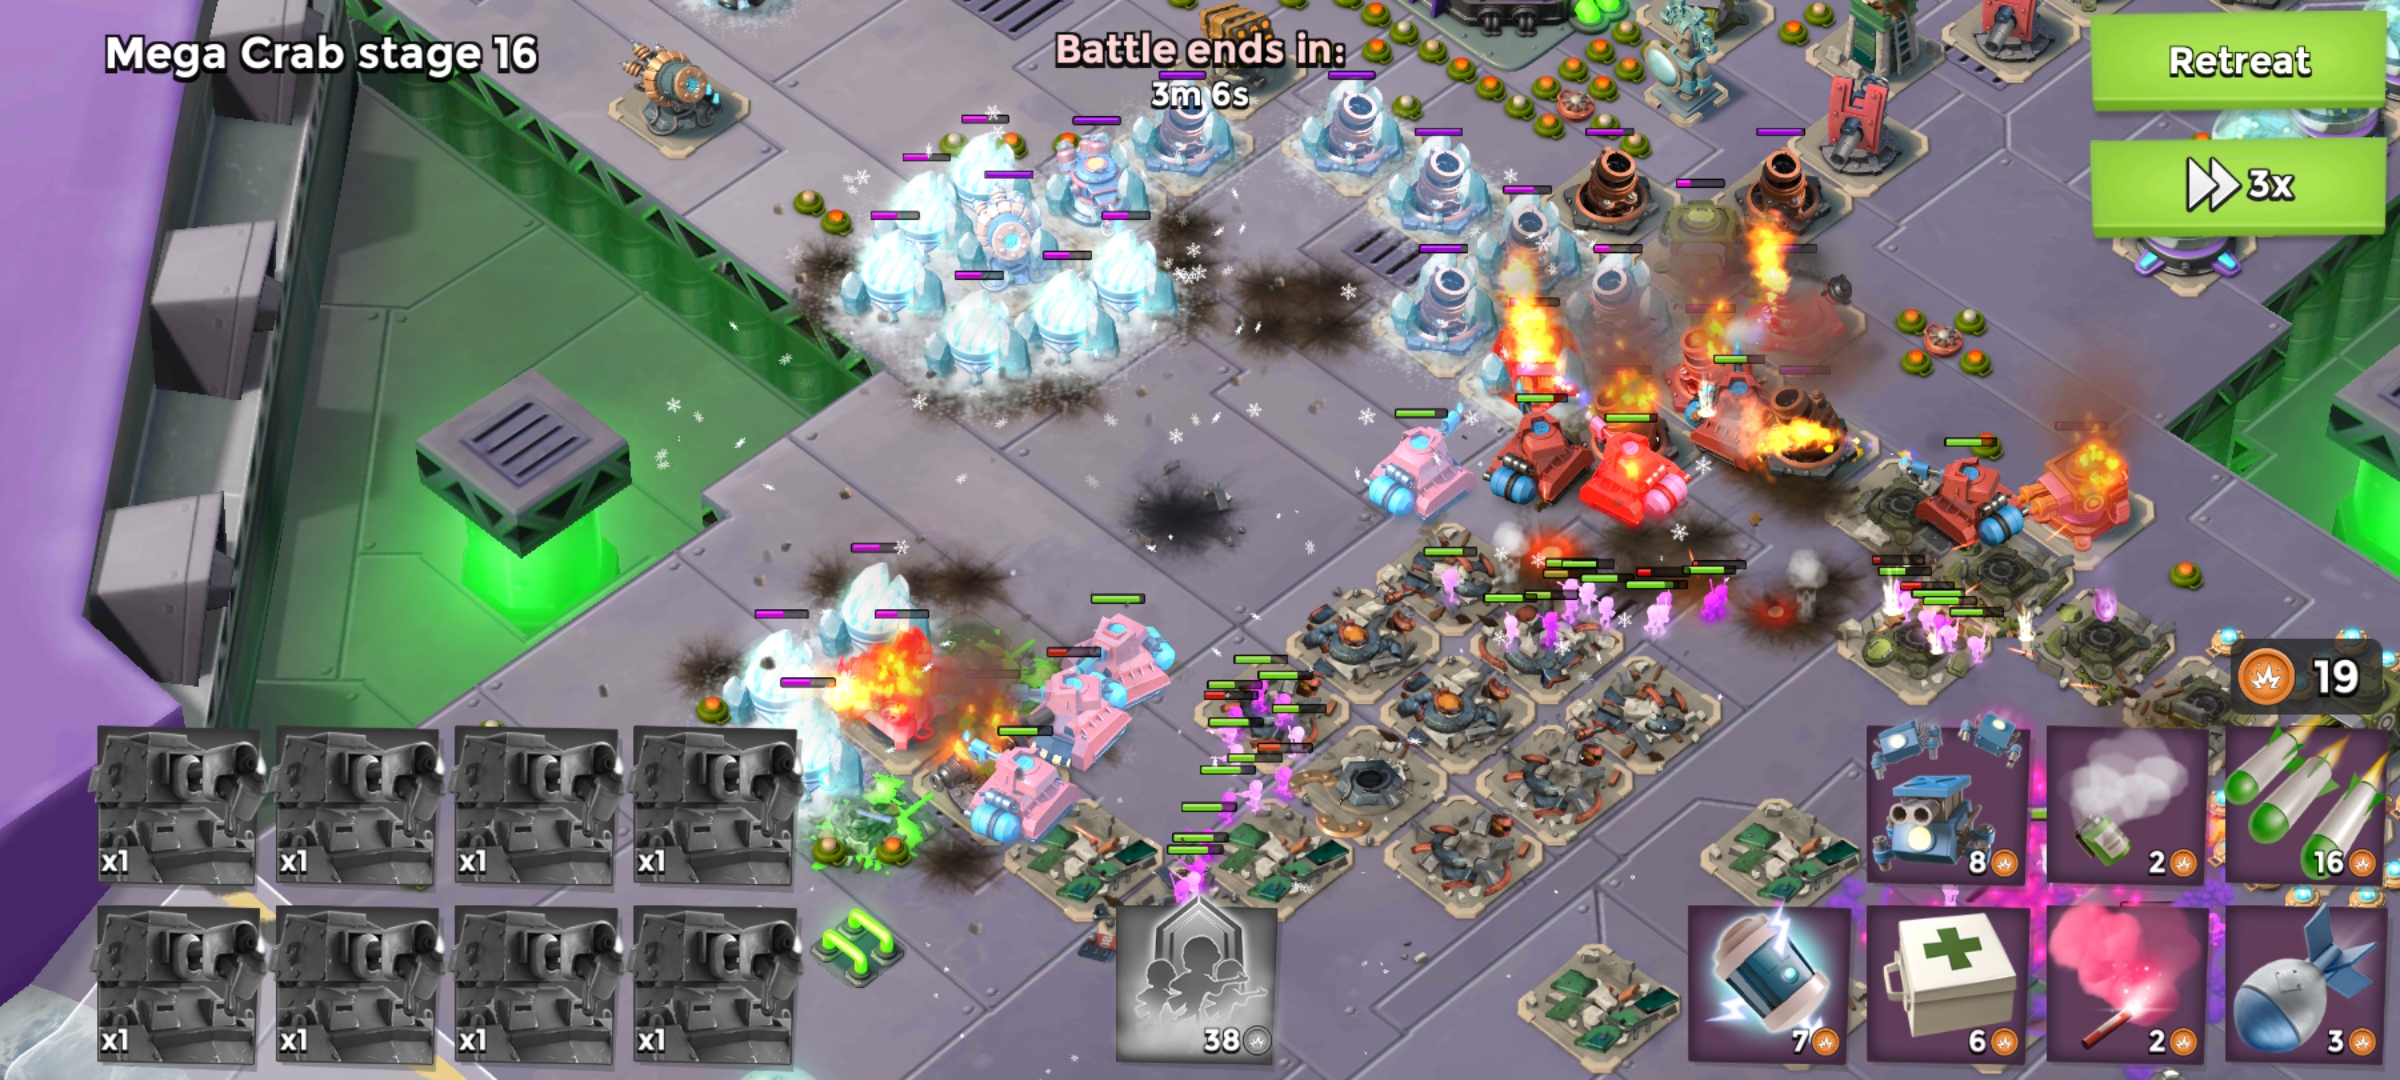 Mega Crab stage 16
Battle ends in:
3m 6s
Retreat
3x
19
x1
x1
x1
x1
8
2
16
x1
x1
x1
x1
38
7
6
2
3